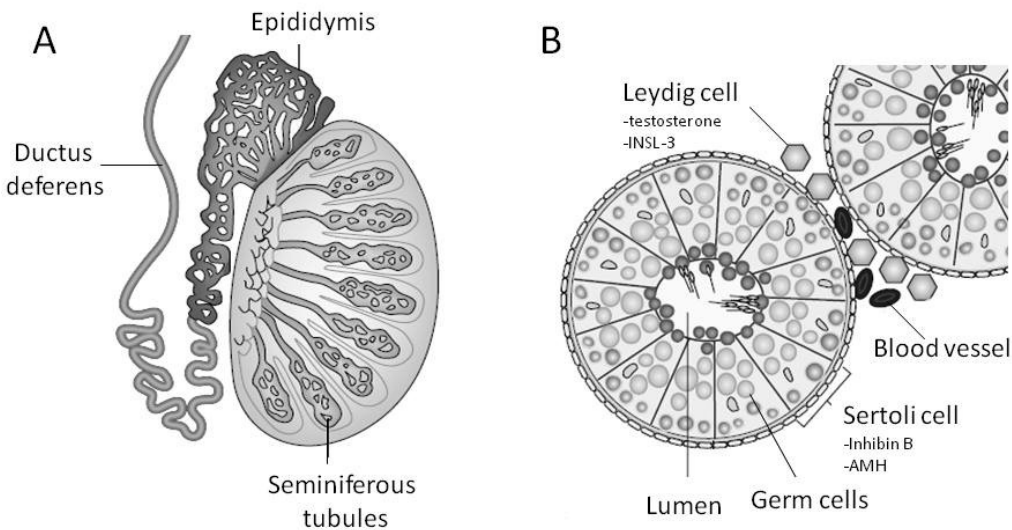 A
Epididymis
Ductus
deferens
Seminiferous
tubules
B
Leydig cell
-testosterone
-INSL-3
Blood vessel
Sertoli cell
-Inhibin B
-AMH
Lumen
Germ cells